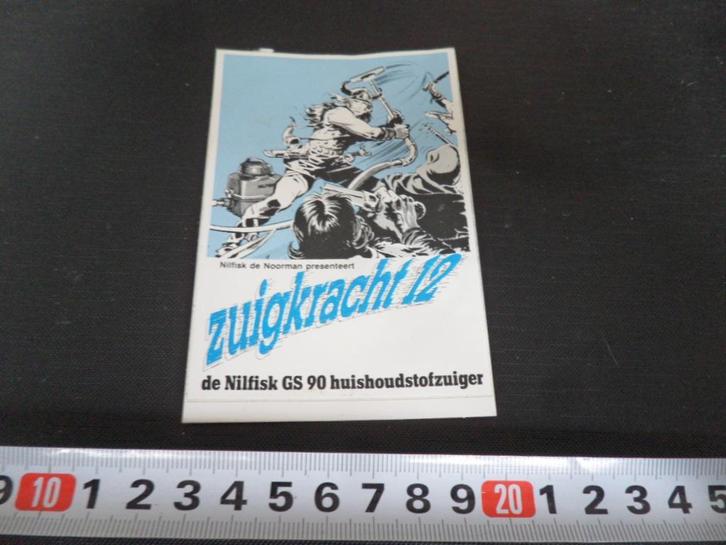 Nilfisk de Noorman presenteert
zuigkracht 12
de Nilfisk GS 90 huishoudstofzuiger
9 10 1 2 3 4 5 6 7 8 9 20 1 2 3 4 5